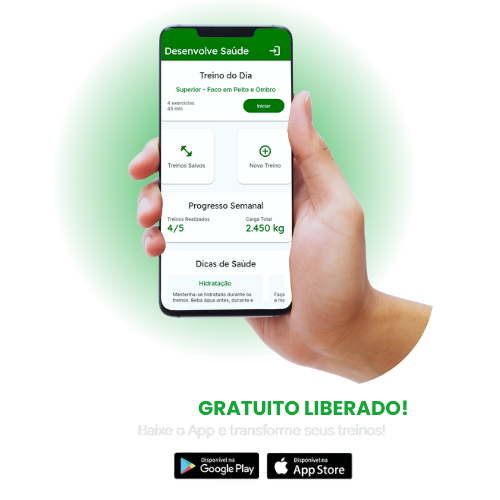 Desenvolve Saúde
Treino do Dia
Superior - Foco em Peito e Ombro
4 exercícios
45 min
Iniciar
Treinos Salvos
Novo Treino
Progresso Semanal
Treinos Realizados
Carga Total
4/5
2.450 kg
Dicas de Saúde
Hidratação
Mantenha-se hidratado durante os
treinos. Beba água antes, durante e
Faça
e ma
GRATUITO LIBERADO!
Baixe o App e transforme seus treinos!
Disponível na
Google Play
Disponível na
App Store